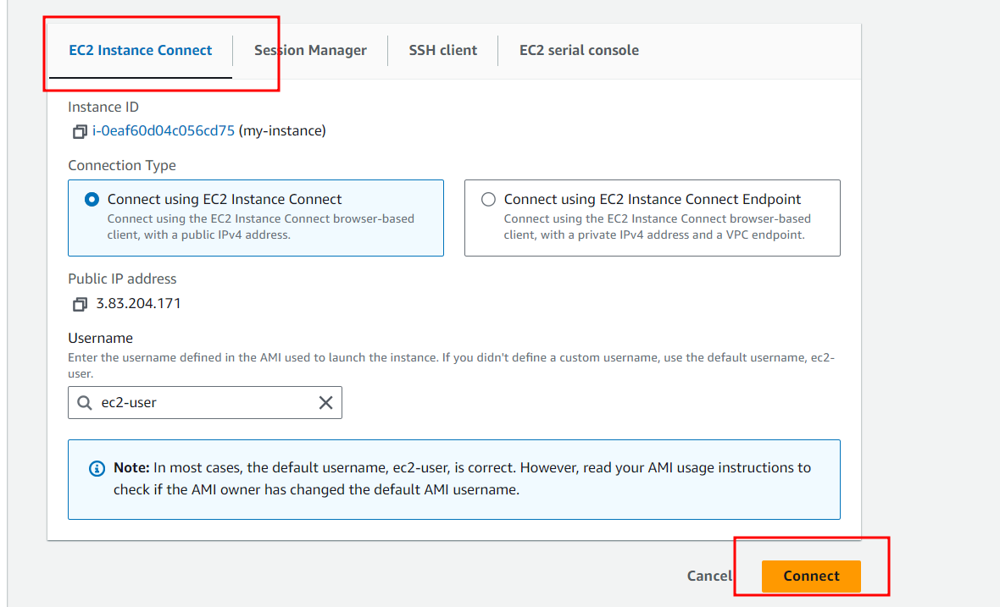 EC2 Instance Connect
Session Manager
SSH client
EC2 serial console
Instance ID
i-0eaf60d04c056cd75 (my-instance)
Connection Type
Connect using EC2 Instance Connect
Connect using the EC2 Instance Connect browser-based
client, with a public IPv4 address.
Connect using EC2 Instance Connect Endpoint
Connect using the EC2 Instance Connect browser-based
client, with a private IPv4 address and a VPC endpoint.
Public IP address
3.83.204.171
Username
Enter the username defined in the AMI used to launch the instance. If you didn't define a custom username, use the default username, ec2-
user.
ec2-user
Note: In most cases, the default username, ec2-user, is correct. However, read your AMI usage instructions to
check if the AMI owner has changed the default AMI username.
Cancel
Connect